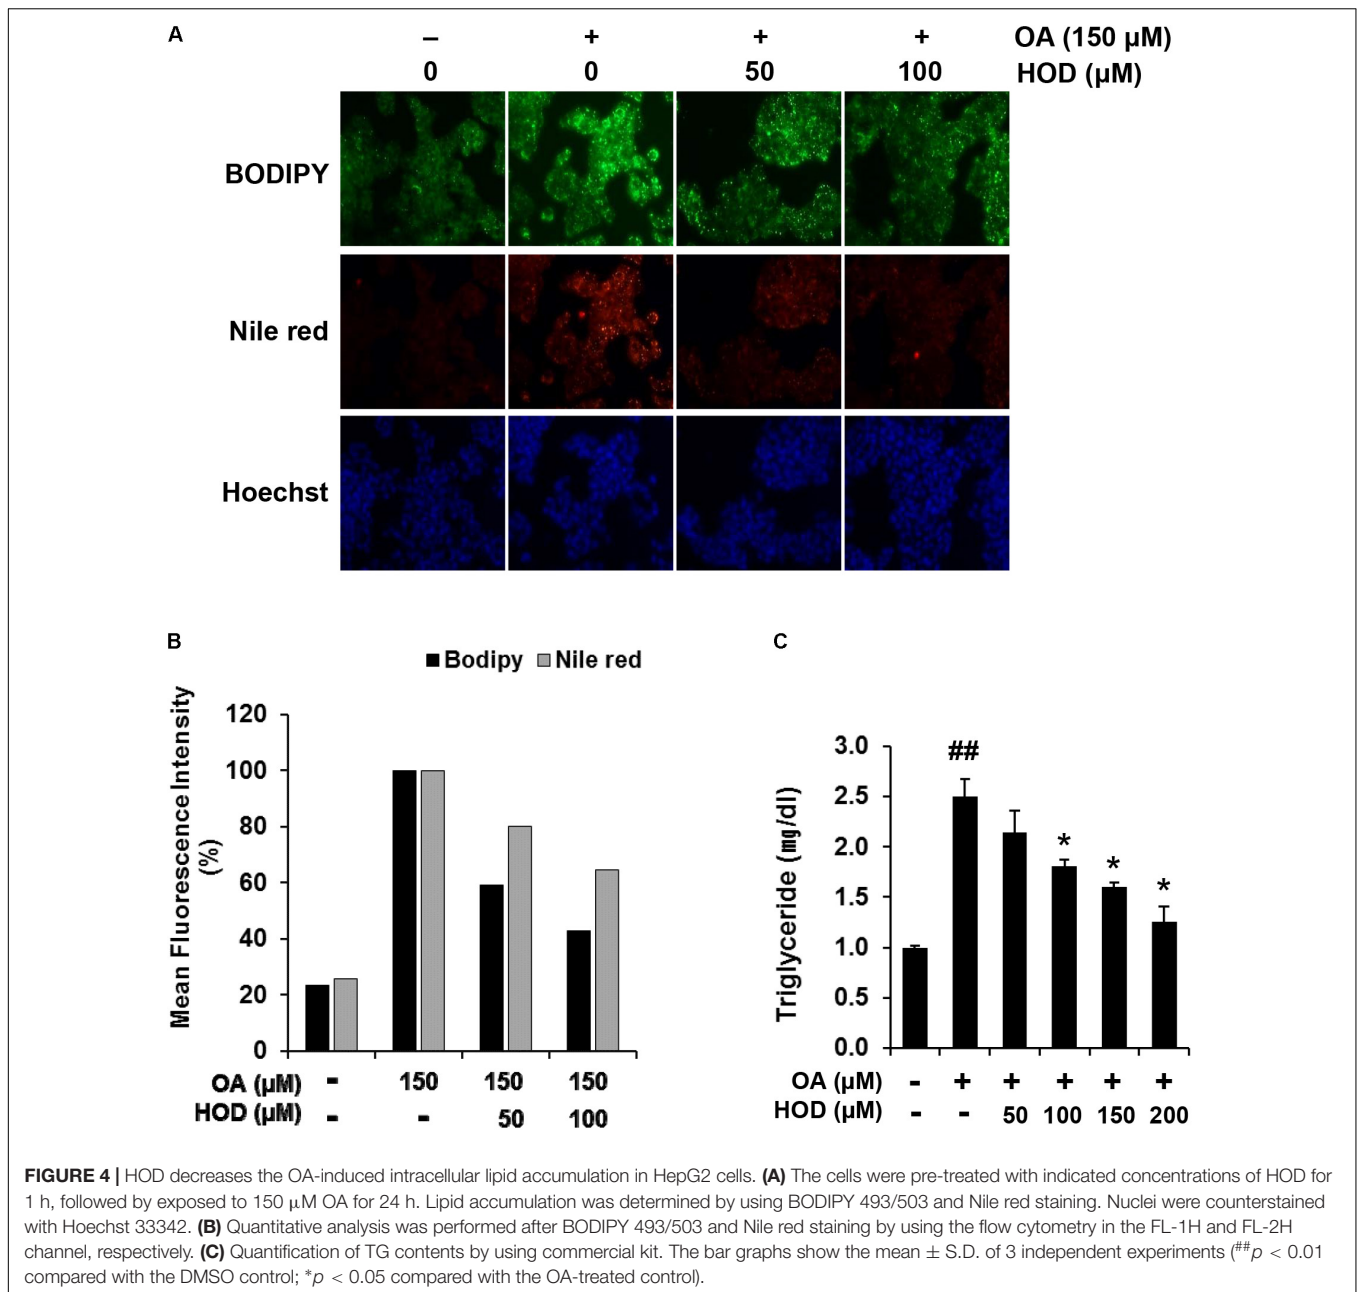 A
– + + + OA (150 μM)
0 0 50 100 HOD (μM)
BODIPY
Nile red
Hoechst
B
Bodipy Nile red
Mean Fluorescence Intensity
(%)
120
100
80
60
40
20
0
OA (μM) - 150 150 150
HOD (μM) - - 50 100
C
Triglyceride (mg/dl)
3.0
2.5
2.0
1.5
1.0
0.5
0.0
##
*
*
*
OA (μM) - + + + + +
HOD (μM) - - 50 100 150 200
FIGURE 4 | HOD decreases the OA-induced intracellular lipid accumulation in HepG2 cells. (A) The cells were pre-treated with indicated concentrations of HOD for
1 h, followed by exposed to 150 μM OA for 24 h. Lipid accumulation was determined by using BODIPY 493/503 and Nile red staining. Nuclei were counterstained
with Hoechst 33342. (B) Quantitative analysis was performed after BODIPY 493/503 and Nile red staining by using the flow cytometry in the FL-1H and FL-2H
channel, respectively. (C) Quantification of TG contents by using commercial kit. The bar graphs show the mean ± S.D. of 3 independent experiments (##p < 0.01
compared with the DMSO control; *p < 0.05 compared with the OA-treated control).